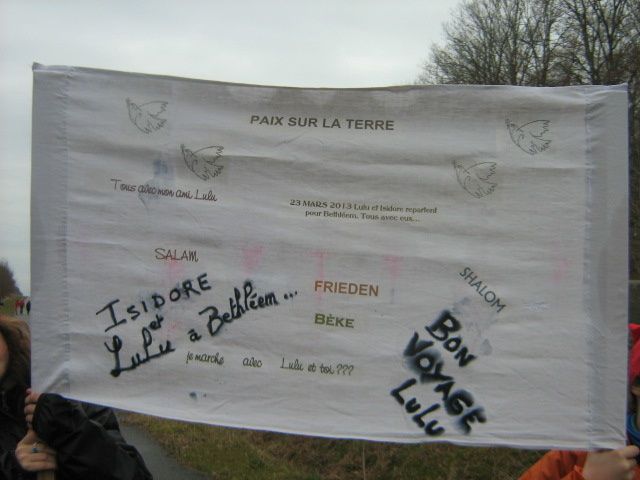 PAIX SUR LA TERRE
Tous avec mon ami Lulu
23 MARS 2013 Lulu et Isidore repartent
pour Bethléem. Tous avec eux...
SALAM
SHALOM
ISIDORE
et
LuLu à Bethléem...
FRIEDEN
BÈKE
BON
VOYAGE
LuLu
je marche avec Lulu et toi ???